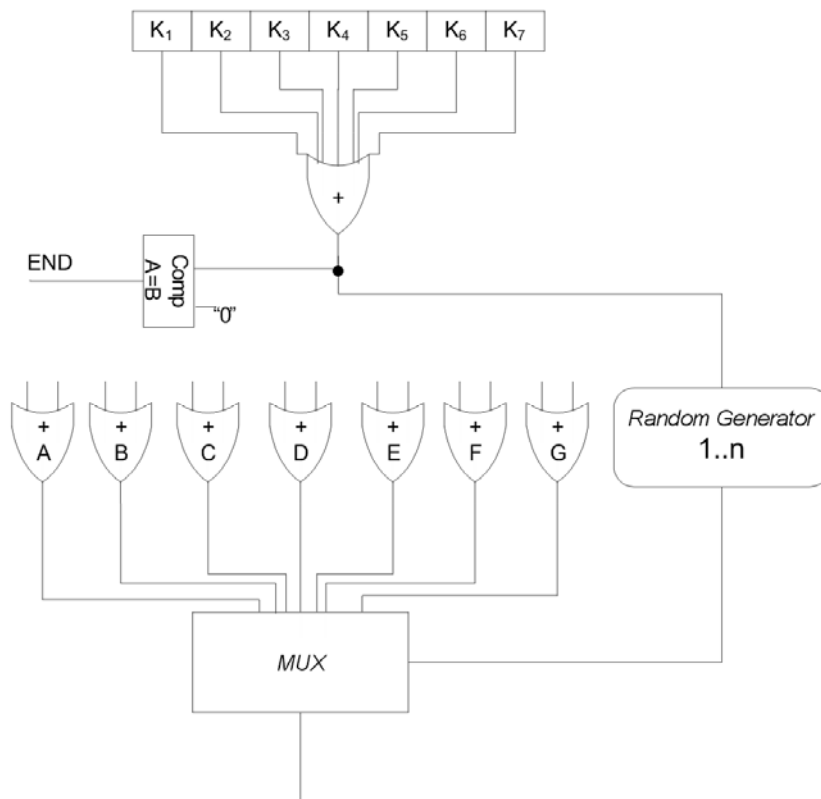 K₁ K₂ K₃ K₄ K₅ K₆ K₇
+
END
Comp
A=B
“0”
+ + + + + + +
A B C D E F G
Random Generator
1..n
MUX